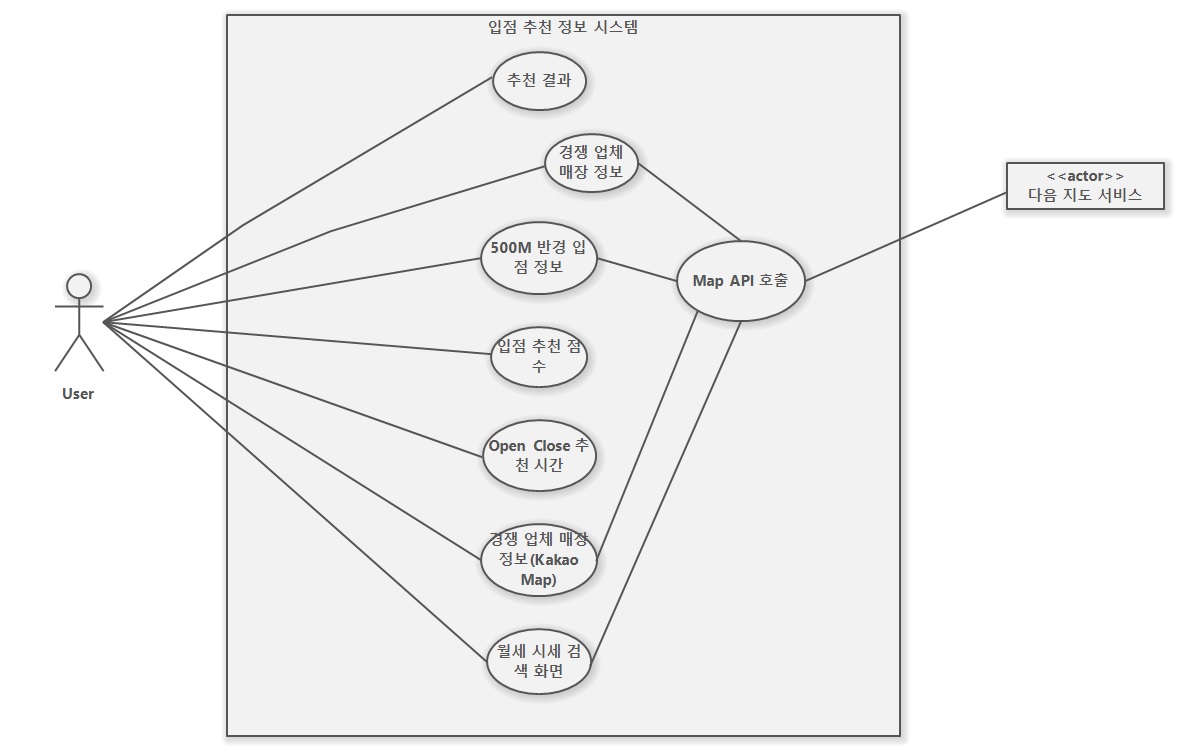 입점 추천 정보 시스템
추천 결과
경쟁 업체
매장 정보
<<actor>>
다음 지도 서비스
500M 반경 입
점 정보
Map API 호출
입점 추천 점
수
User
Open Close 추
천 시간
경쟁 업체 매장
정보(Kakao
Map)
월세 시세 검
색 화면